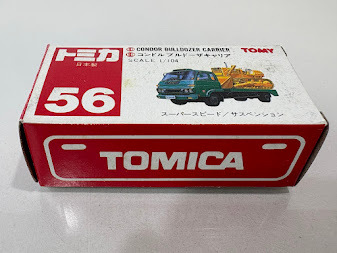 トミカ
日本製
56
CONDOR BULLDOZER CARRIER
コンドル ブルドーザキャリア
SCALE 1/104
TOMY
スーパースピード/サスペンション
TOMICA